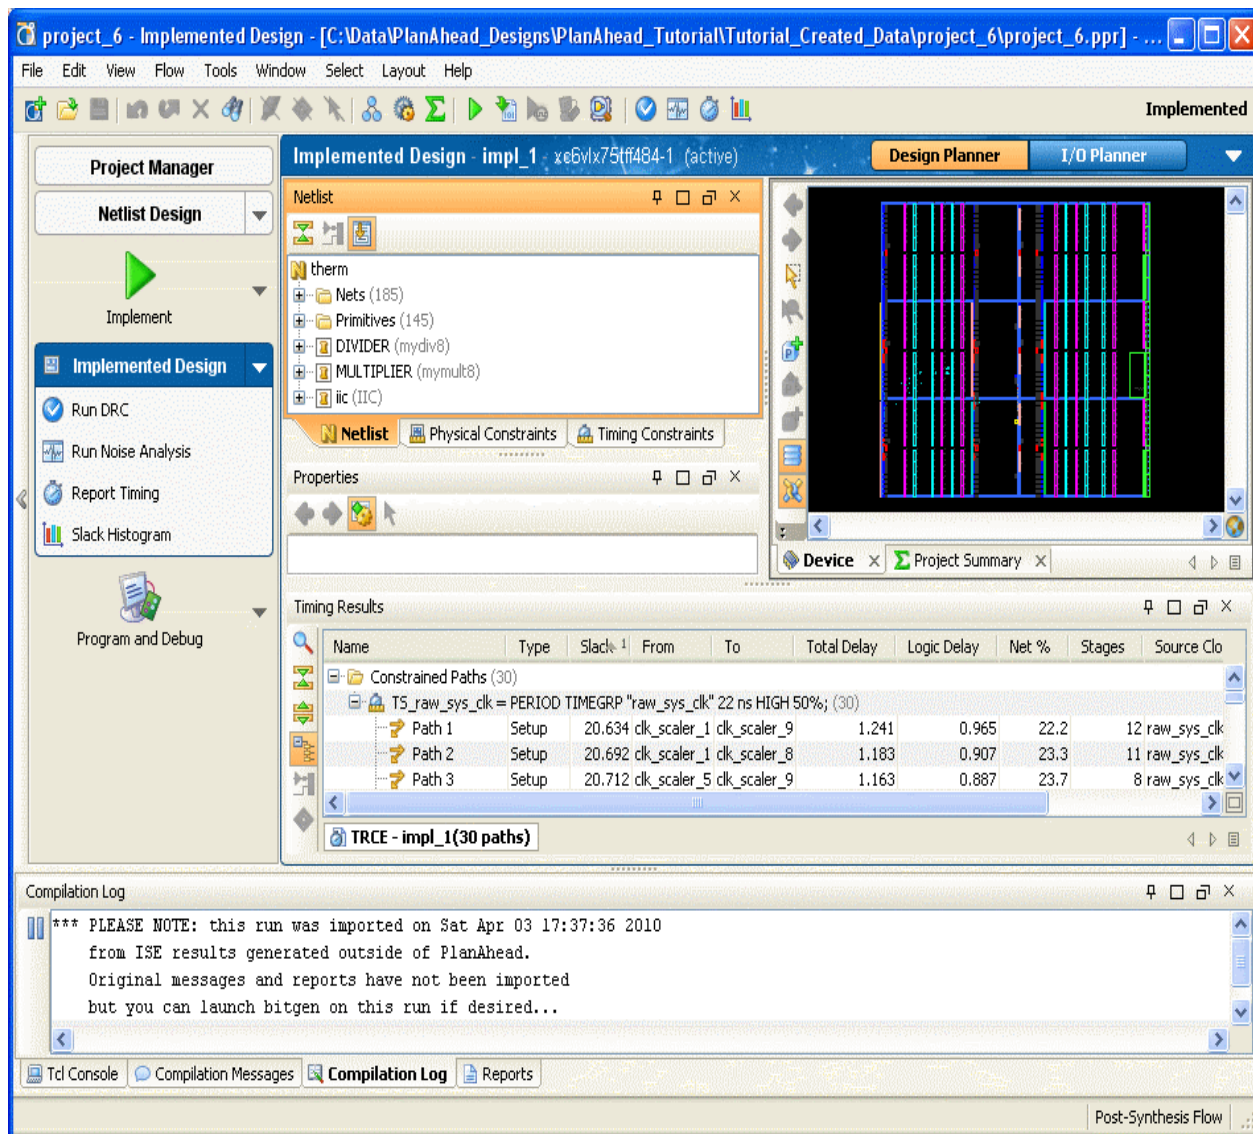 project_6 - Implemented Design - [C:\Data\PlanAhead_Designs\PlanAhead_Tutorial\Tutorial_Created_Data\project_6\project_6.ppr] - ...
File Edit View Flow Tools Window Select Layout Help
Implemented
Project Manager
Netlist Design
Implement
Implemented Design
Run DRC
Run Noise Analysis
Report Timing
Slack Histogram
Program and Debug
Implemented Design - impl_1 - xc6vlx75tff484-1 (active)
Design Planner
I/O Planner
Netlist
therm
Nets (185)
Primitives (145)
DIVIDER (mydiv8)
MULTIPLIER (mymult8)
iic (IIC)
Netlist Physical Constraints Timing Constraints
Properties
Device Project Summary
Timing Results
Name Type Slack 1 From To Total Delay Logic Delay Net % Stages Source Clo
Constrained Paths (30)
TS_raw_sys_clk = PERIOD TIMEGRP "raw_sys_clk" 22 ns HIGH 50%; (30)
Path 1 Setup 20.634 clk_scaler_1 clk_scaler_9 1.241 0.965 22.2 12 raw_sys_clk
Path 2 Setup 20.692 clk_scaler_1 clk_scaler_8 1.183 0.907 23.3 11 raw_sys_clk
Path 3 Setup 20.712 clk_scaler_5 clk_scaler_9 1.163 0.887 23.7 8 raw_sys_clk
TRCE - impl_1(30 paths)
Compilation Log
*** PLEASE NOTE: this run was imported on Sat Apr 03 17:37:36 2010
from ISE results generated outside of PlanAhead.
Original messages and reports have not been imported
but you can launch bitgen on this run if desired...
Tcl Console Compilation Messages Compilation Log Reports
Post-Synthesis Flow